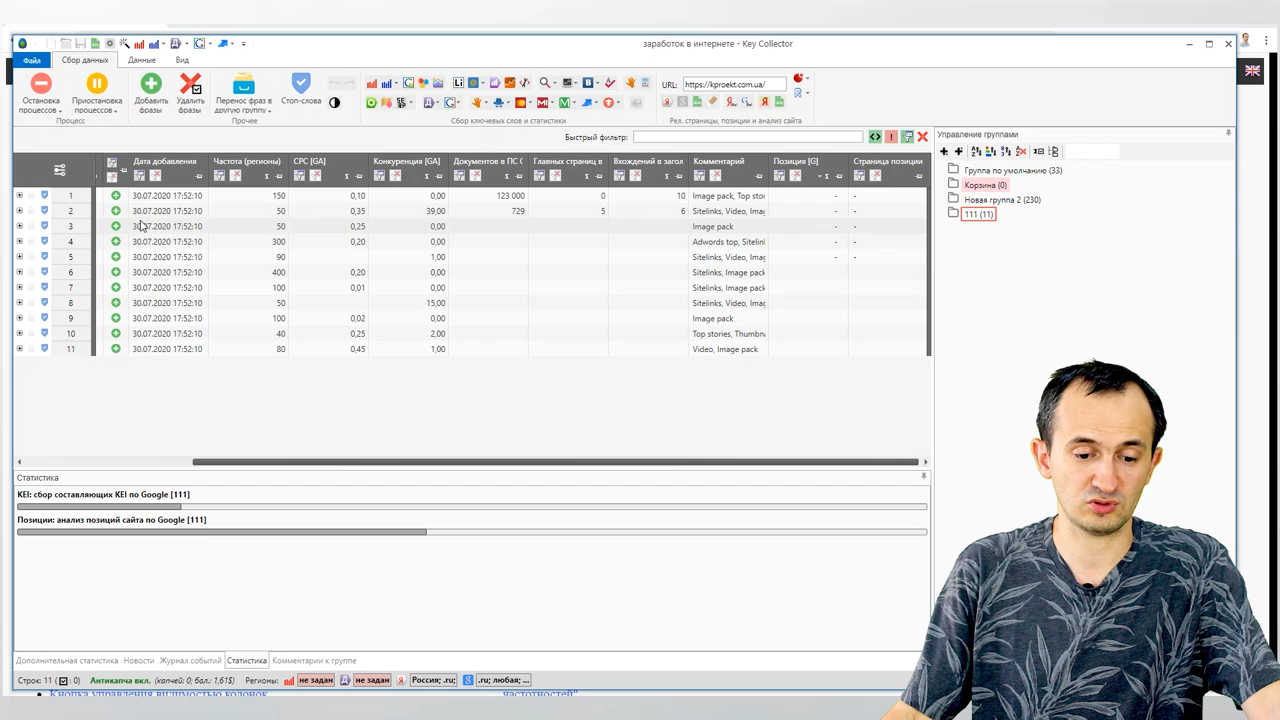 заработок в интернете - Key Collector
Файл Сбор данных Данные Вид
Остановка процессов
Приостановка процессов
Процесс
Добавить фразы
Удалить фразы
Перенос фраз в другую группу
Стоп-слова
Прочее
Сбор ключевых слов и статистики
URL: https://kproekt.com.ua/
Рел. страницы, позиции и анализ сайта
Быстрый фильтр:
Дата добавления Частота (регионы) CPC [GA] Конкуренция [GA] Документов в ПС Главных страниц в Вхождений в загол Комментарий Позиция [G] Страница позиции
1 30.07.2020 17:52:10 150 0,10 0,00 123 000 0 10 Image pack, Top stor - -
2 30.07.2020 17:52:10 50 0,35 39,00 729 5 6 Sitelinks, Video, Imag - -
3 30.07.2020 17:52:10 50 0,25 0,00 Image pack - -
4 30.07.2020 17:52:10 300 0,20 0,00 Adwords top, Sitelin - -
5 30.07.2020 17:52:10 90 1,00 Sitelinks, Video, Imag - -
6 30.07.2020 17:52:10 400 0,20 0,00 Sitelinks, Image pack
7 30.07.2020 17:52:10 100 0,01 0,00 Sitelinks, Image pack
8 30.07.2020 17:52:10 50 15,00 Sitelinks, Video, Imag
9 30.07.2020 17:52:10 100 0,02 0,00 Image pack
10 30.07.2020 17:52:10 40 0,25 2,00 Top stories, Thumbn
11 30.07.2020 17:52:10 80 0,45 1,00 Video, Image pack
Управление группами
Группа по умолчанию (33)
Корзина (0)
Новая группа 2 (230)
111 (11)
Статистика
KEI: сбор составляющих KEI по Google [111]
Позиции: анализ позиций сайта по Google [111]
Дополнительная статистика Новости Журнал событий Статистика Комментарии к группе
Строк: 11 ( : 0) Антикапча вкл. (капчей: 0; бал.: 1,61$) Регионы: не задан не задан Россия; .ru; .ru; любая; ...
Кнопка управления видимостью колонок частотностей"